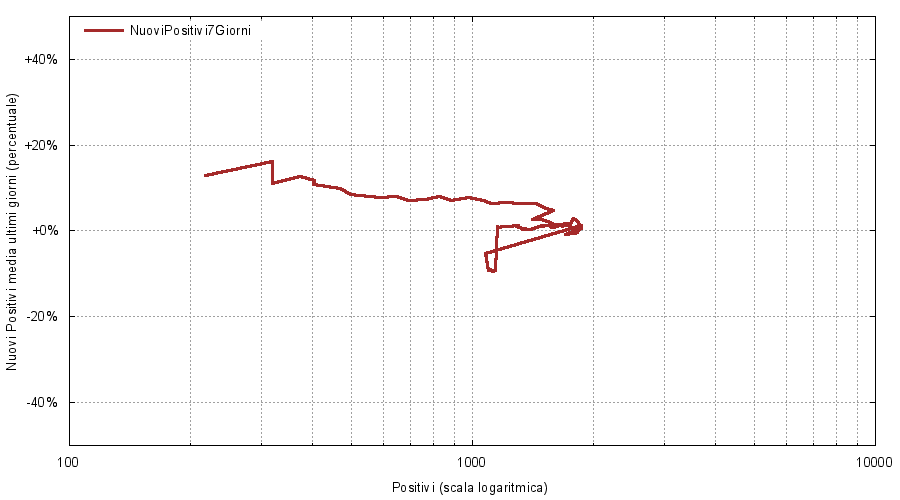 NuoviPositivi7Giorni
+40%
+20%
+0%
-20%
-40%
Nuovi Positivi media ultimi giorni (percentuale)
100
1000
10000
Positivi (scala logaritmica)